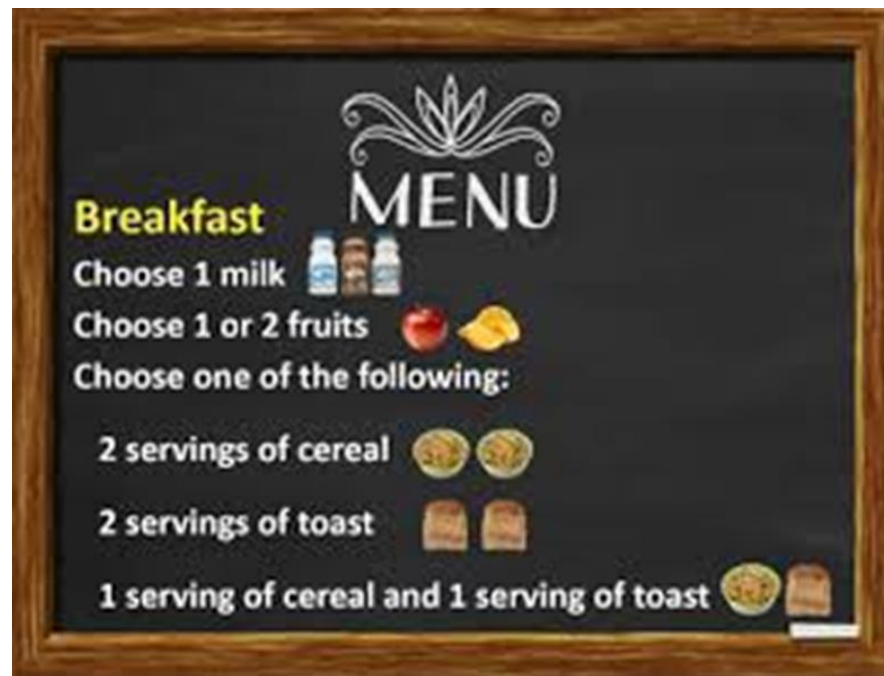 MENU
Breakfast
Choose 1 milk
Choose 1 or 2 fruits
Choose one of the following:
2 servings of cereal
2 servings of toast
1 serving of cereal and 1 serving of toast